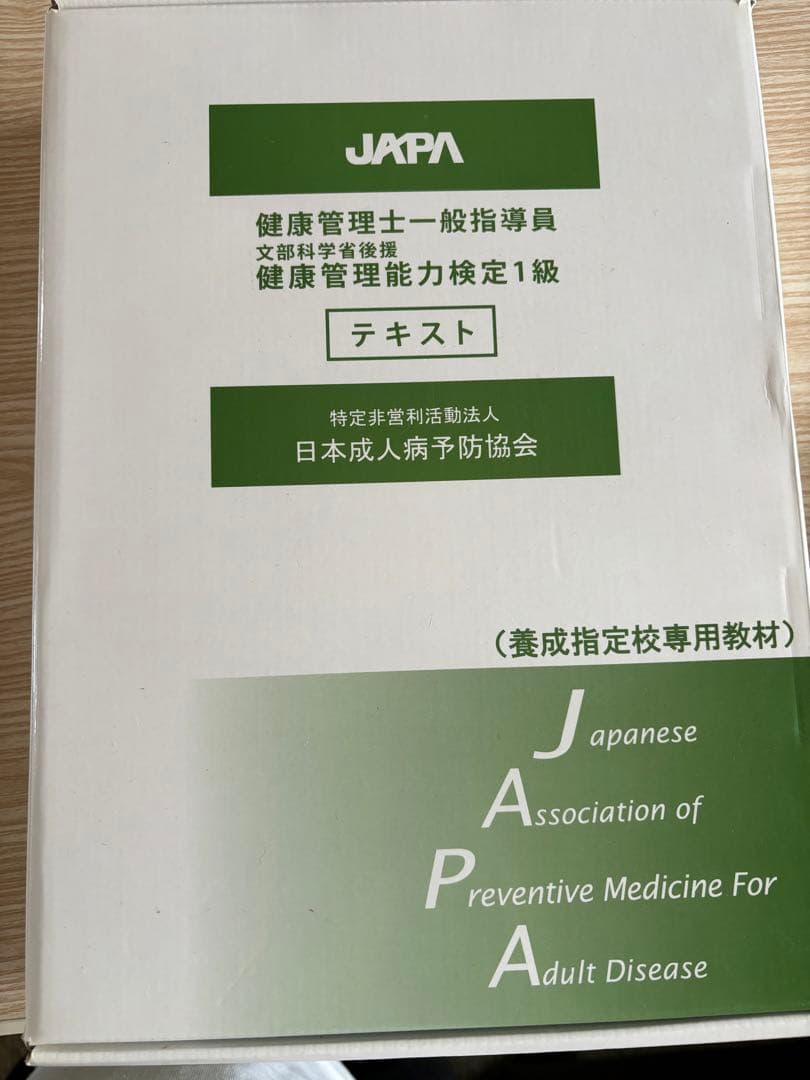 JAPA
健康管理士一般指導員
文部科学省後援
健康管理能力検定1級
テキスト
特定非営利活動法人
日本成人病予防協会
（養成指定校専用教材）
Japanese
Association of
Preventive Medicine For
Adult Disease